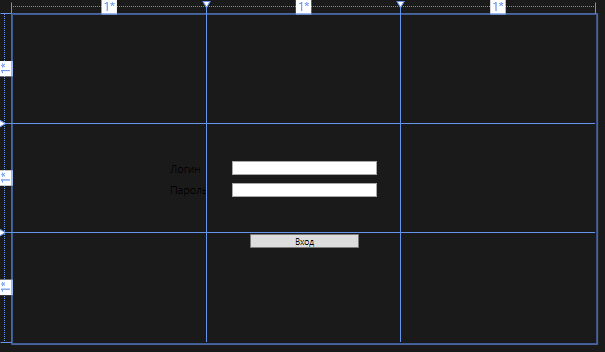 1* 1* 1*
1*
1*
Логин
Пароль
Вход
1*